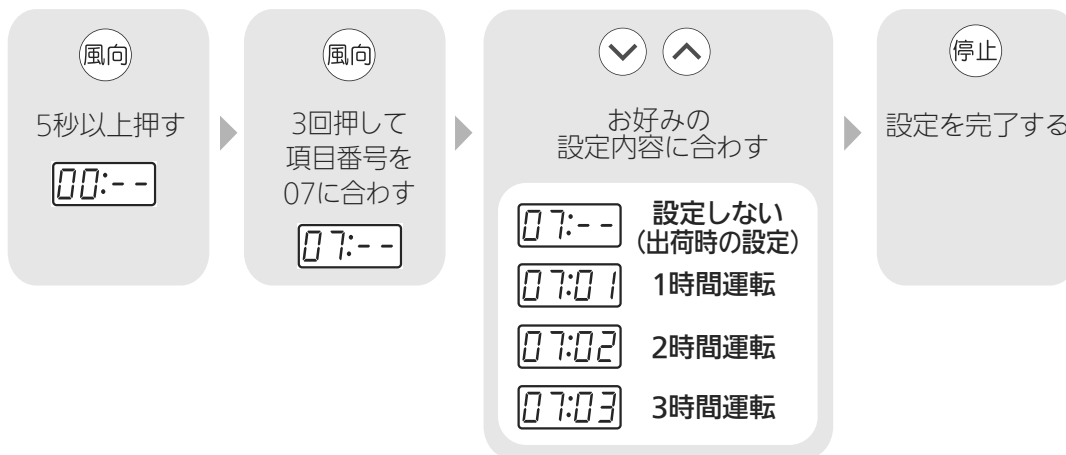 風向
5秒以上押す
00:--
風向
3回押して
項目番号を
07に合わす
07:--
お好みの
設定内容に合わす
07:-- 設定しない
(出荷時の設定)
07:01 1時間運転
07:02 2時間運転
07:03 3時間運転
停止
設定を完了する